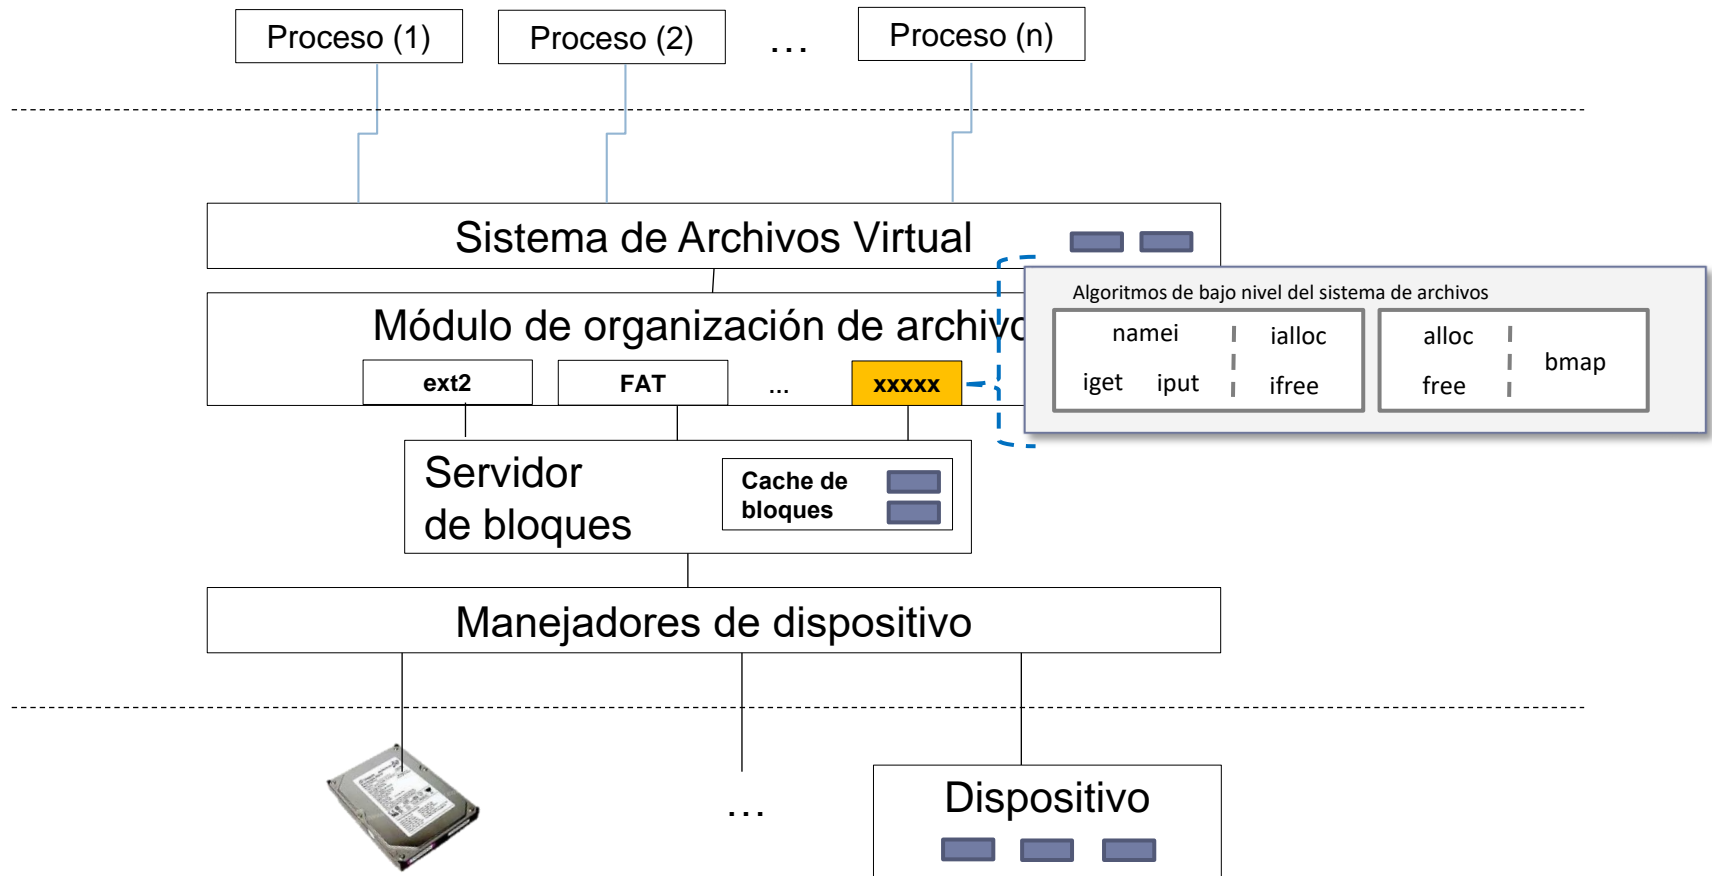 Proceso (1)
Proceso (2)
...
Proceso (n)
Sistema de Archivos Virtual
Módulo de organización de archivo
ext2
FAT
...
xxxxx
Algoritmos de bajo nivel del sistema de archivos
namei
ialloc
iget iput
ifree
alloc
free
bmap
Servidor
de bloques
Cache de
bloques
Manejadores de dispositivo
...
Dispositivo